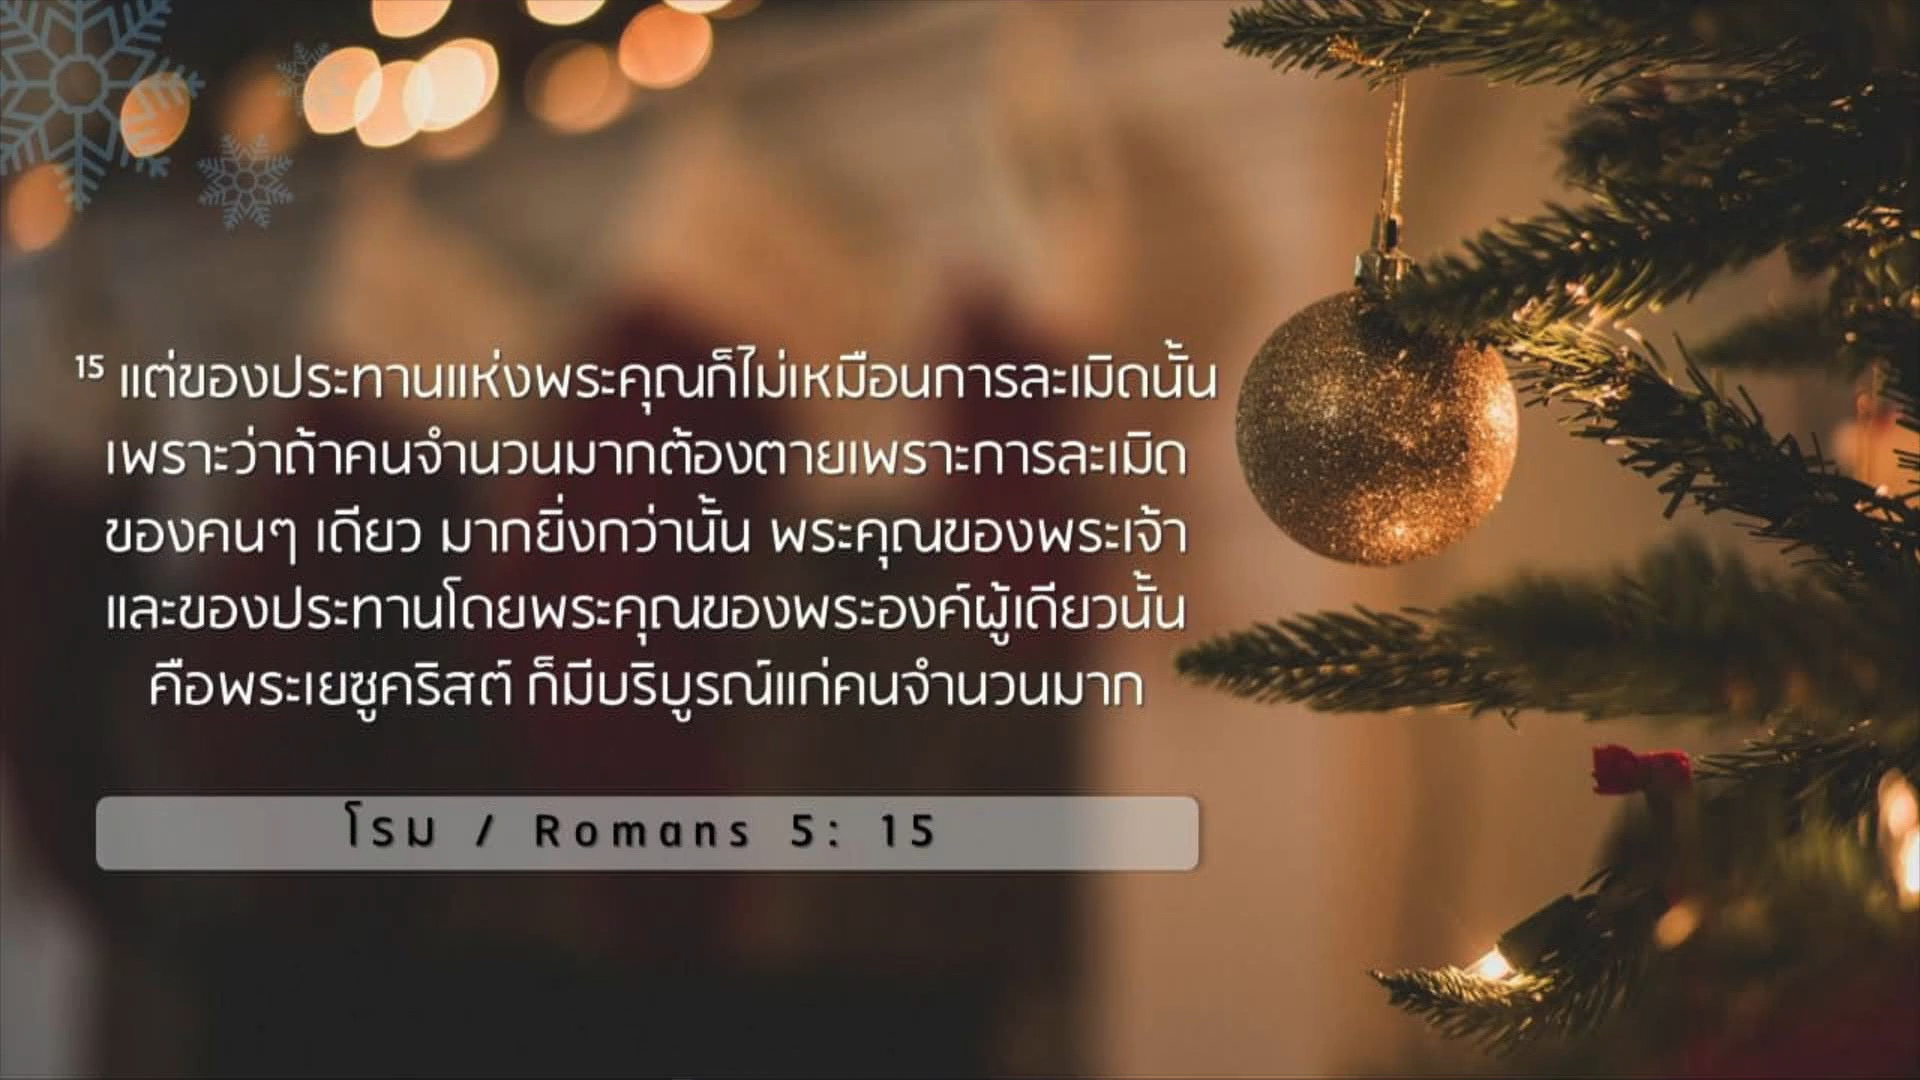 15 แต่ของประทานแห่งพระคุณก็ไม่เหมือนการละเมิดนั้น
เพราะว่าถ้าคนจำนวนมากต้องตายเพราะการละเมิด
ของคนๆ เดียว มากยิ่งกว่านั้น พระคุณของพระเจ้า
และของประทานโดยพระคุณของพระองค์ผู้เดียวนั้น
คือพระเยซูคริสต์ ก็มีบริบูรณ์แก่คนจำนวนมาก
โรม / Romans 5: 15